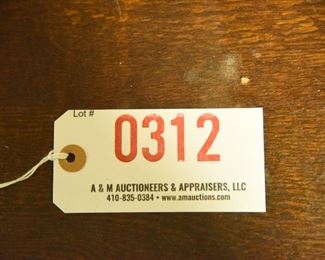 Lot #
0312
A & M AUCTIONEERS & APPRAISERS, LLC
410-835-0384 • www.amauctions.com